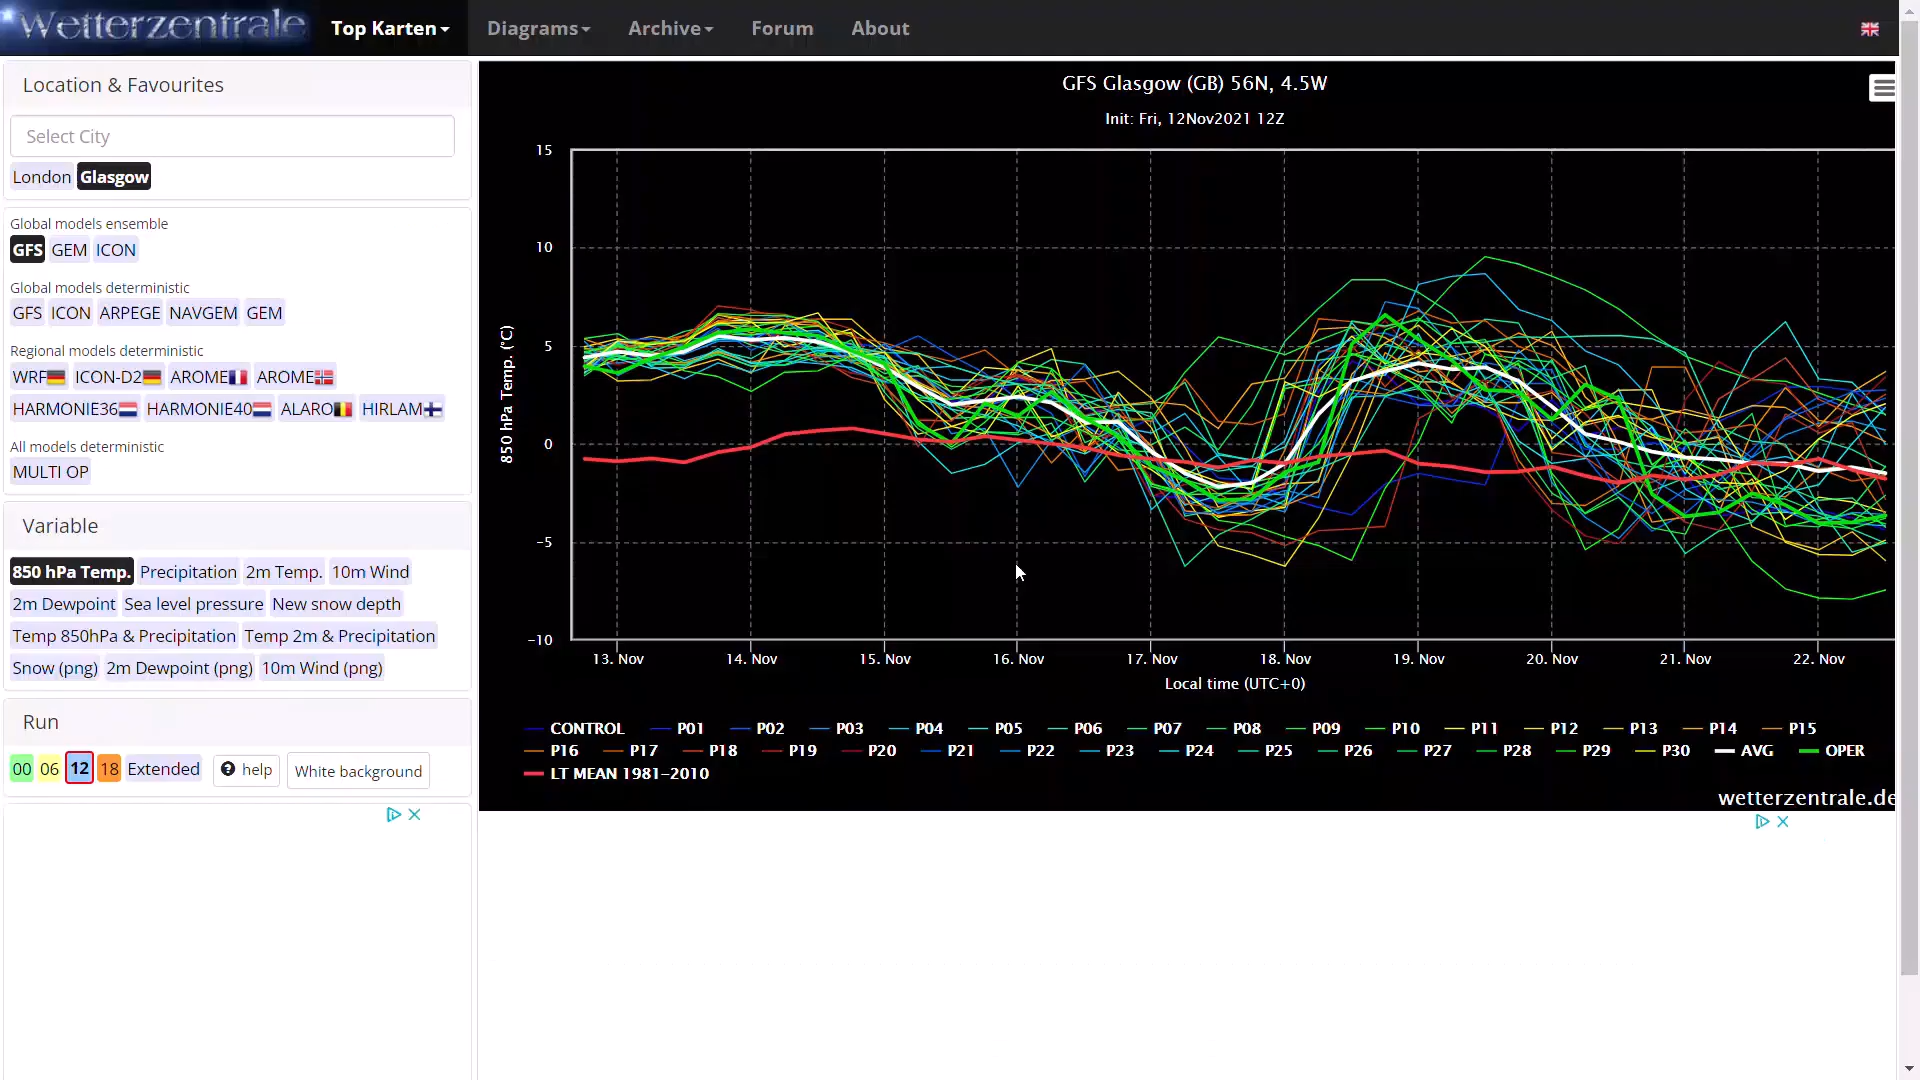 Wetterzentrale Top Karten Diagrams Archive Forum About
Location & Favourites
Select City
London Glasgow
Global models ensemble
GFS GEM ICON
Global models deterministic
GFS ICON ARPEGE NAVGEM GEM
Regional models deterministic
WRF ICON-D2 AROME AROME
HARMONIE36 HARMONIE40 ALARO HIRLAM
All models deterministic
MULTI OP
Variable
850 hPa Temp. Precipitation 2m Temp. 10m Wind
2m Dewpoint Sea level pressure New snow depth
Temp 850hPa & Precipitation Temp 2m & Precipitation
Snow (png) 2m Dewpoint (png) 10m Wind (png)
Run
00 06 12 18 Extended ? help White background
GFS Glasgow (GB) 56N, 4.5W
Init: Fri, 12Nov2021 12Z
850 hPa Temp. (°C)
15
10
5
0
−5
−10
13. Nov 14. Nov 15. Nov 16. Nov 17. Nov 18. Nov 19. Nov 20. Nov 21. Nov 22. Nov
Local time (UTC+0)
CONTROL P01 P02 P03 P04 P05 P06 P07 P08 P09 P10 P11 P12 P13 P14 P15
P16 P17 P18 P19 P20 P21 P22 P23 P24 P25 P26 P27 P28 P29 P30 AVG OPER
LT MEAN 1981−2010
wetterzentrale.de